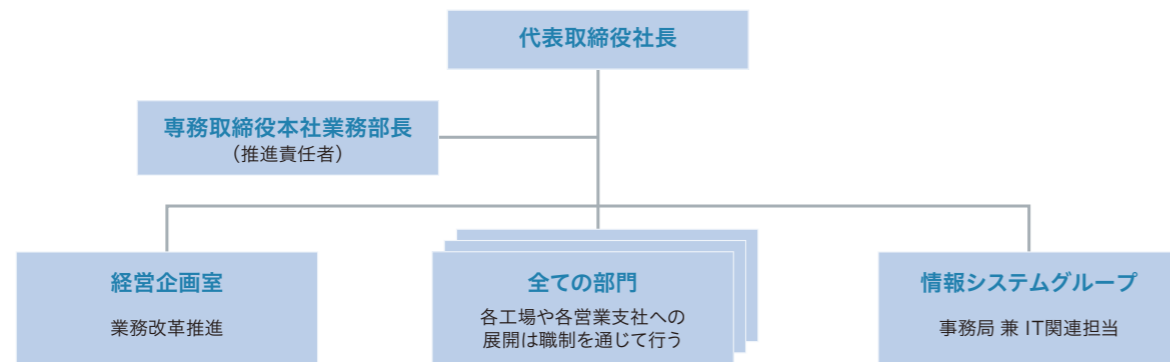 代表取締役社長
専務取締役本社業務部長
（推進責任者）
経営企画室
業務改革推進
全ての部門
各工場や各営業支社への
展開は職制を通じて行う
情報システムグループ
事務局 兼 IT関連担当